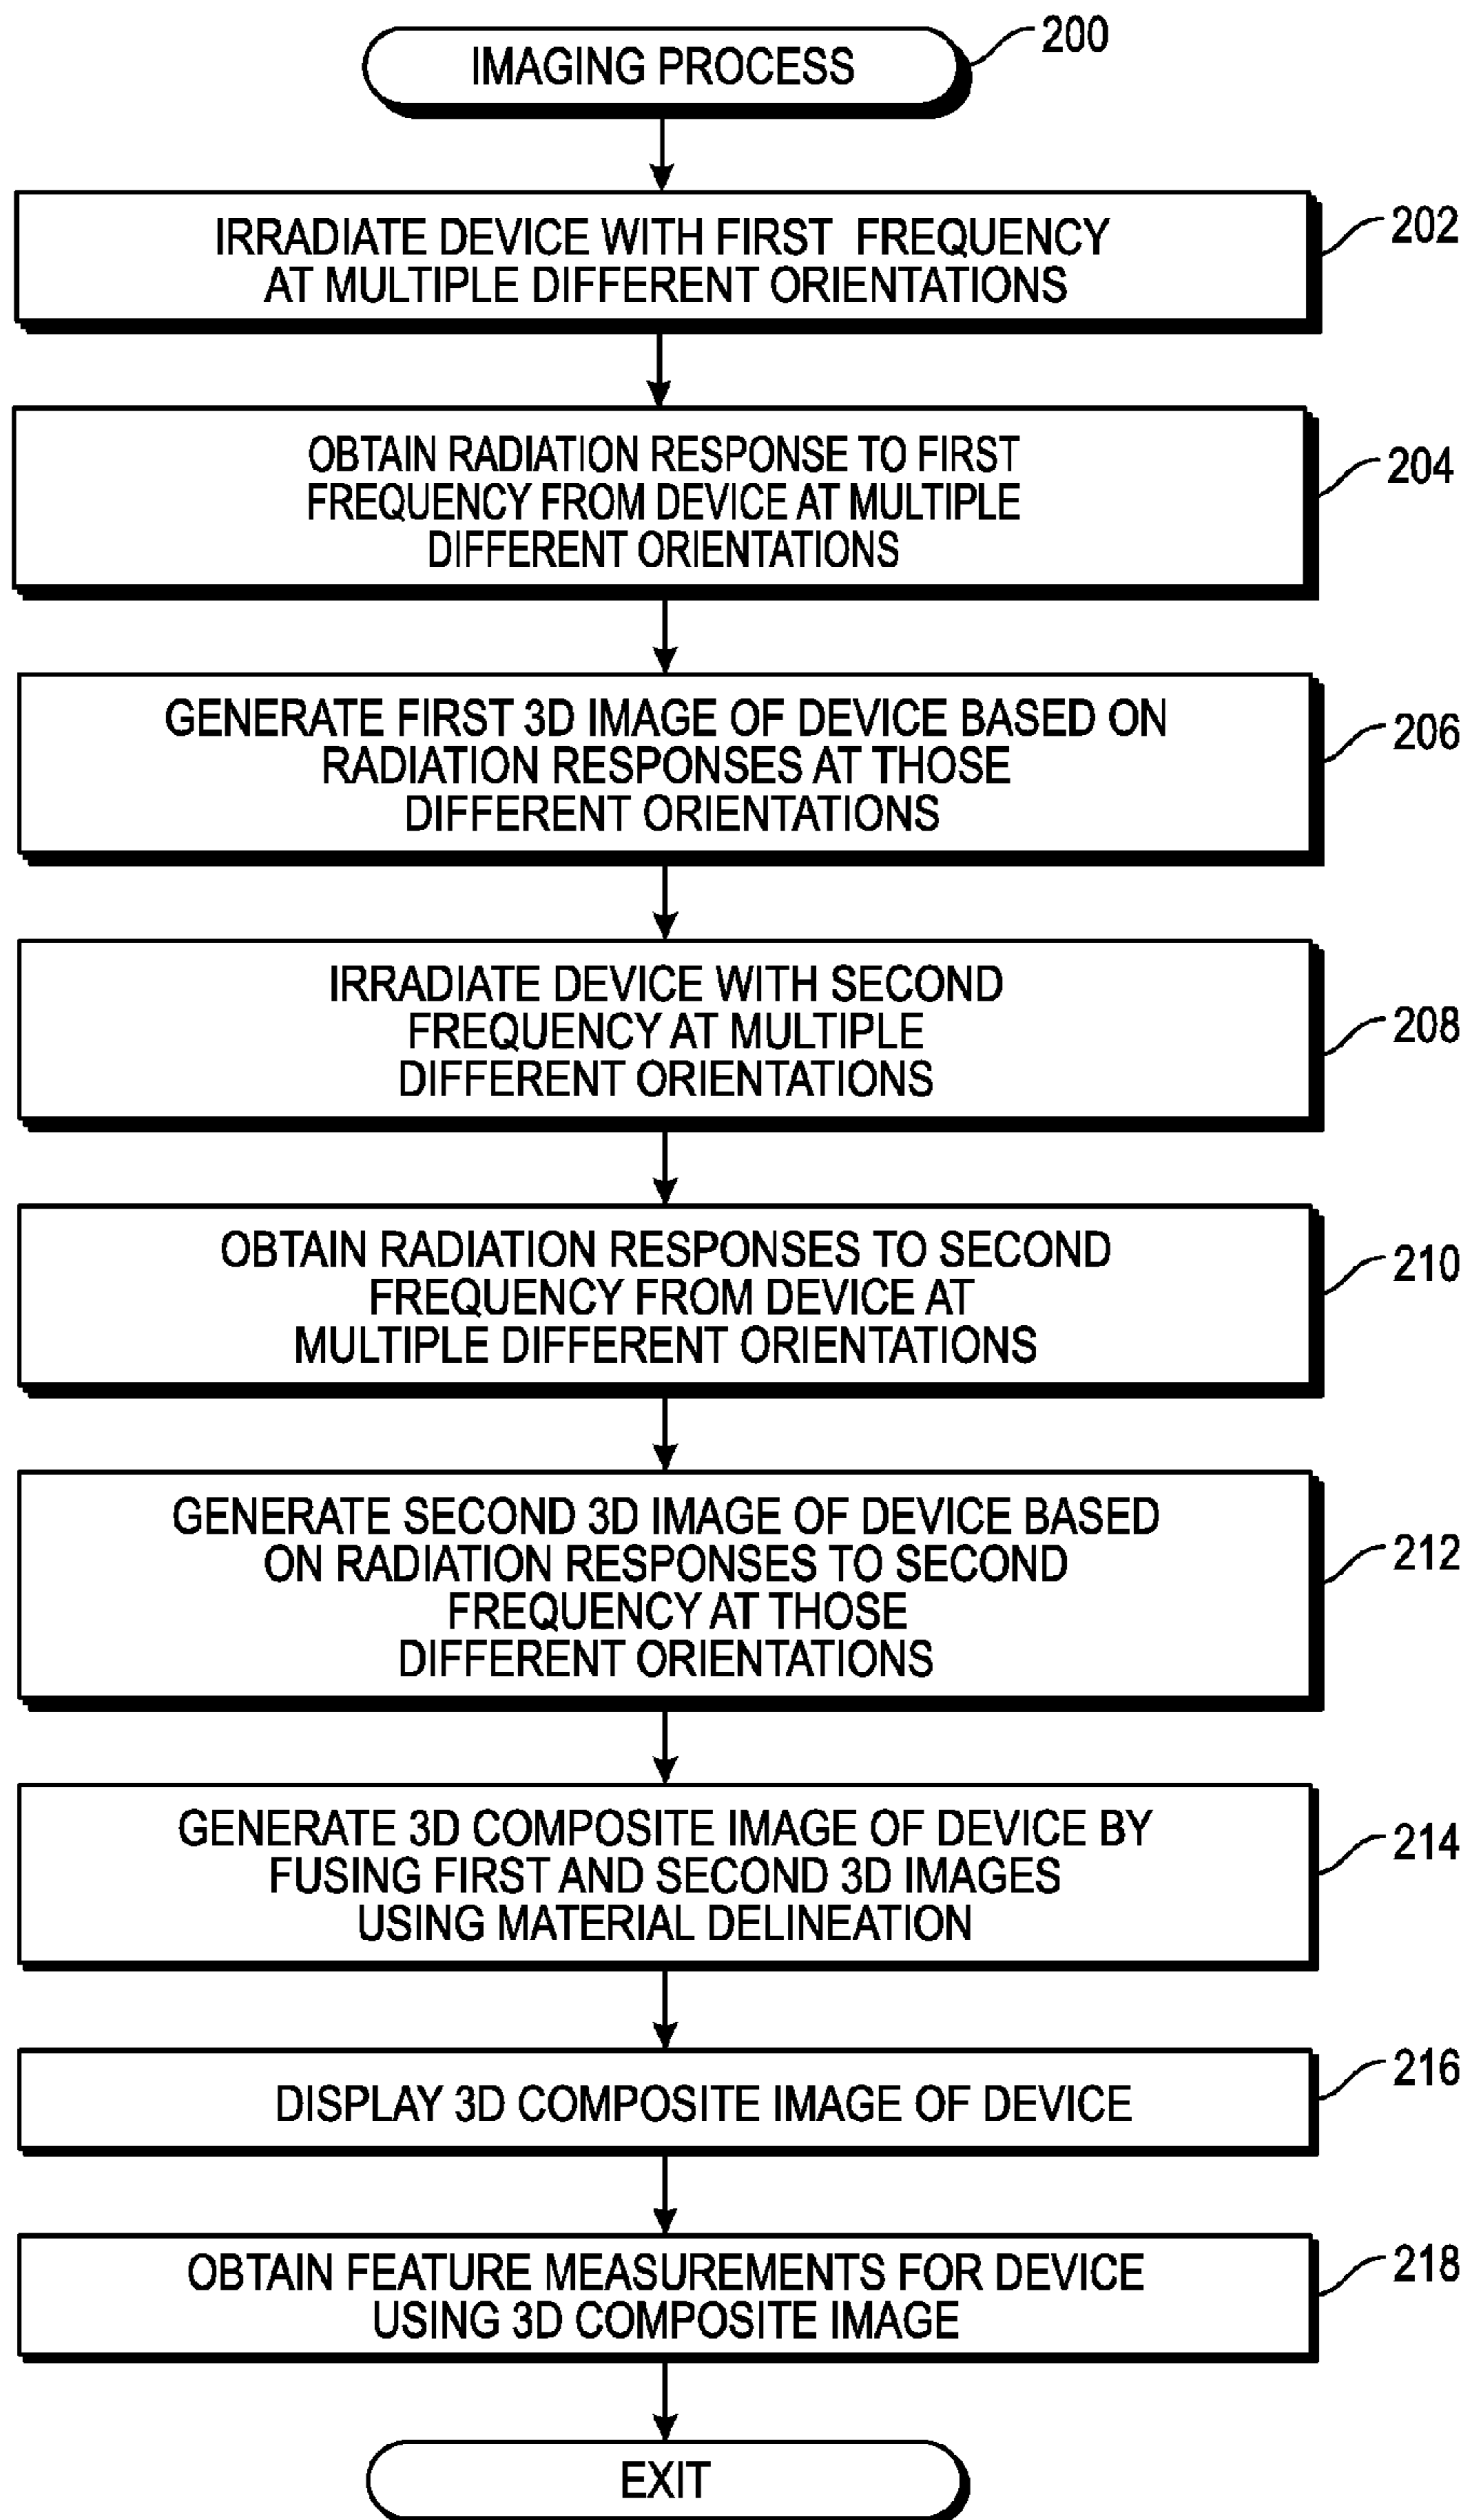 IMAGING PROCESS
200
IRRADIATE DEVICE WITH FIRST FREQUENCY
AT MULTIPLE DIFFERENT ORIENTATIONS
202
OBTAIN RADIATION RESPONSE TO FIRST
FREQUENCY FROM DEVICE AT MULTIPLE
DIFFERENT ORIENTATIONS
204
GENERATE FIRST 3D IMAGE OF DEVICE BASED ON
RADIATION RESPONSES AT THOSE
DIFFERENT ORIENTATIONS
206
IRRADIATE DEVICE WITH SECOND
FREQUENCY AT MULTIPLE
DIFFERENT ORIENTATIONS
208
OBTAIN RADIATION RESPONSES TO SECOND
FREQUENCY FROM DEVICE AT
MULTIPLE DIFFERENT ORIENTATIONS
210
GENERATE SECOND 3D IMAGE OF DEVICE BASED
ON RADIATION RESPONSES TO SECOND
FREQUENCY AT THOSE
DIFFERENT ORIENTATIONS
212
GENERATE 3D COMPOSITE IMAGE OF DEVICE BY
FUSING FIRST AND SECOND 3D IMAGES
USING MATERIAL DELINEATION
214
DISPLAY 3D COMPOSITE IMAGE OF DEVICE
216
OBTAIN FEATURE MEASUREMENTS FOR DEVICE
USING 3D COMPOSITE IMAGE
218
EXIT